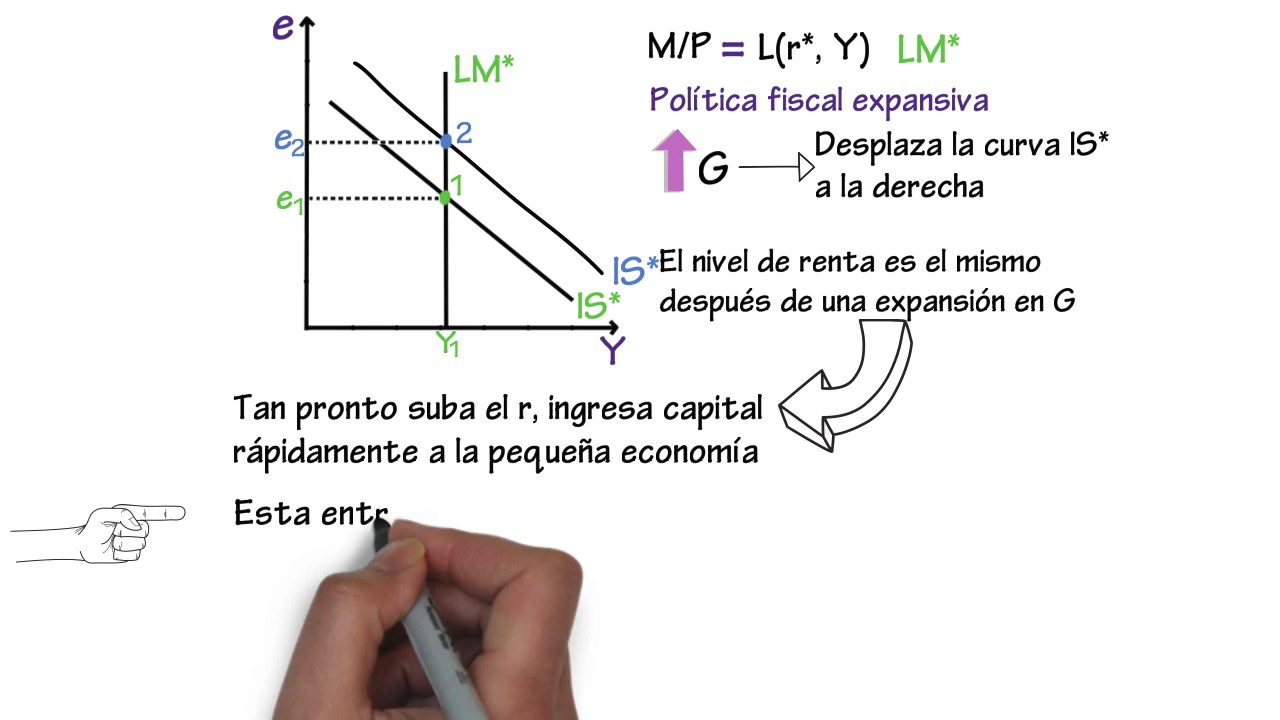 e
LM*
e2
2
e1
1
IS*
IS*
Y1
Y
M/P = L(r*, Y) LM*
Política fiscal expansiva
G
Desplaza la curva IS*
a la derecha
El nivel de renta es el mismo
después de una expansión en G
Tan pronto suba el r, ingresa capital
rápidamente a la pequeña economía
Esta entr